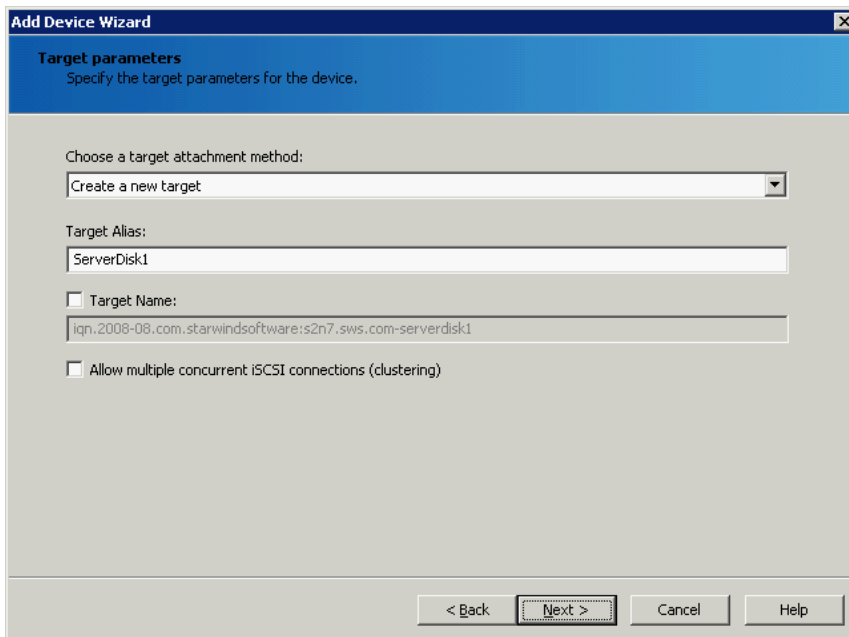 Add Device Wizard
Target parameters
Specify the target parameters for the device.
Choose a target attachment method:
Create a new target
Target Alias:
ServerDisk1
Target Name:
iqn.2008-08.com.starwindsoftware:s2n7.sws.com-serverdisk1
Allow multiple concurrent iSCSI connections (clustering)
< Back Next > Cancel Help